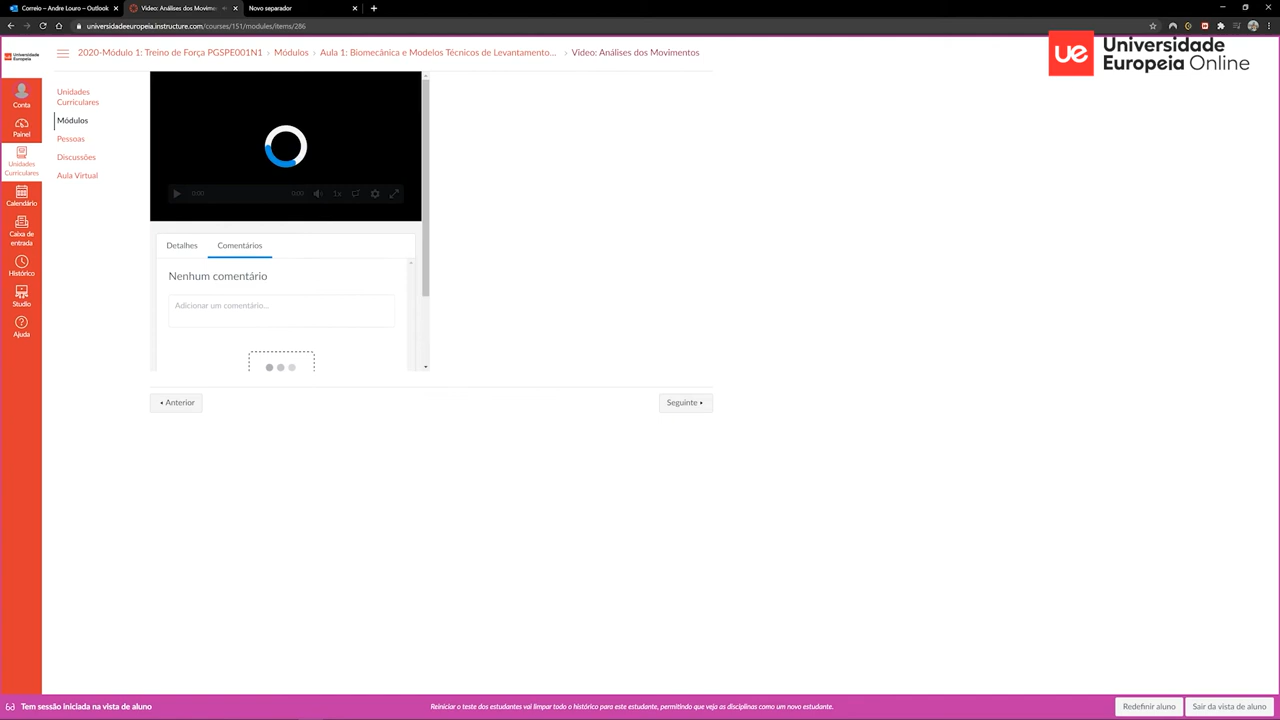 Correio – Andre Louro – Outlook
Video: Análises dos Movimen
Novo separador
universidadeeuropeia.instructure.com/courses/151/modules/items/286
Universidade
Europeia
2020-Módulo 1: Treino de Força PGSPE001N1 › Módulos › Aula 1: Biomecânica e Modelos Técnicos de Levantamento... › Video: Análises dos Movimentos
ue Universidade
Europeia Online
Conta
Painel
Unidades
Curriculares
Calendário
Caixa de
entrada
Histórico
Studio
Ajuda
Unidades
Curriculares
Módulos
Pessoas
Discussões
Aula Virtual
0:00
0:00
1x
Detalhes
Comentários
Nenhum comentário
Adicionar um comentário...
Anterior
Seguinte
Tem sessão iniciada na vista de aluno
Reiniciar o teste dos estudantes vai limpar todo o histórico para este estudante, permitindo que veja as disciplinas como um novo estudante.
Redefinir aluno
Sair da vista de aluno